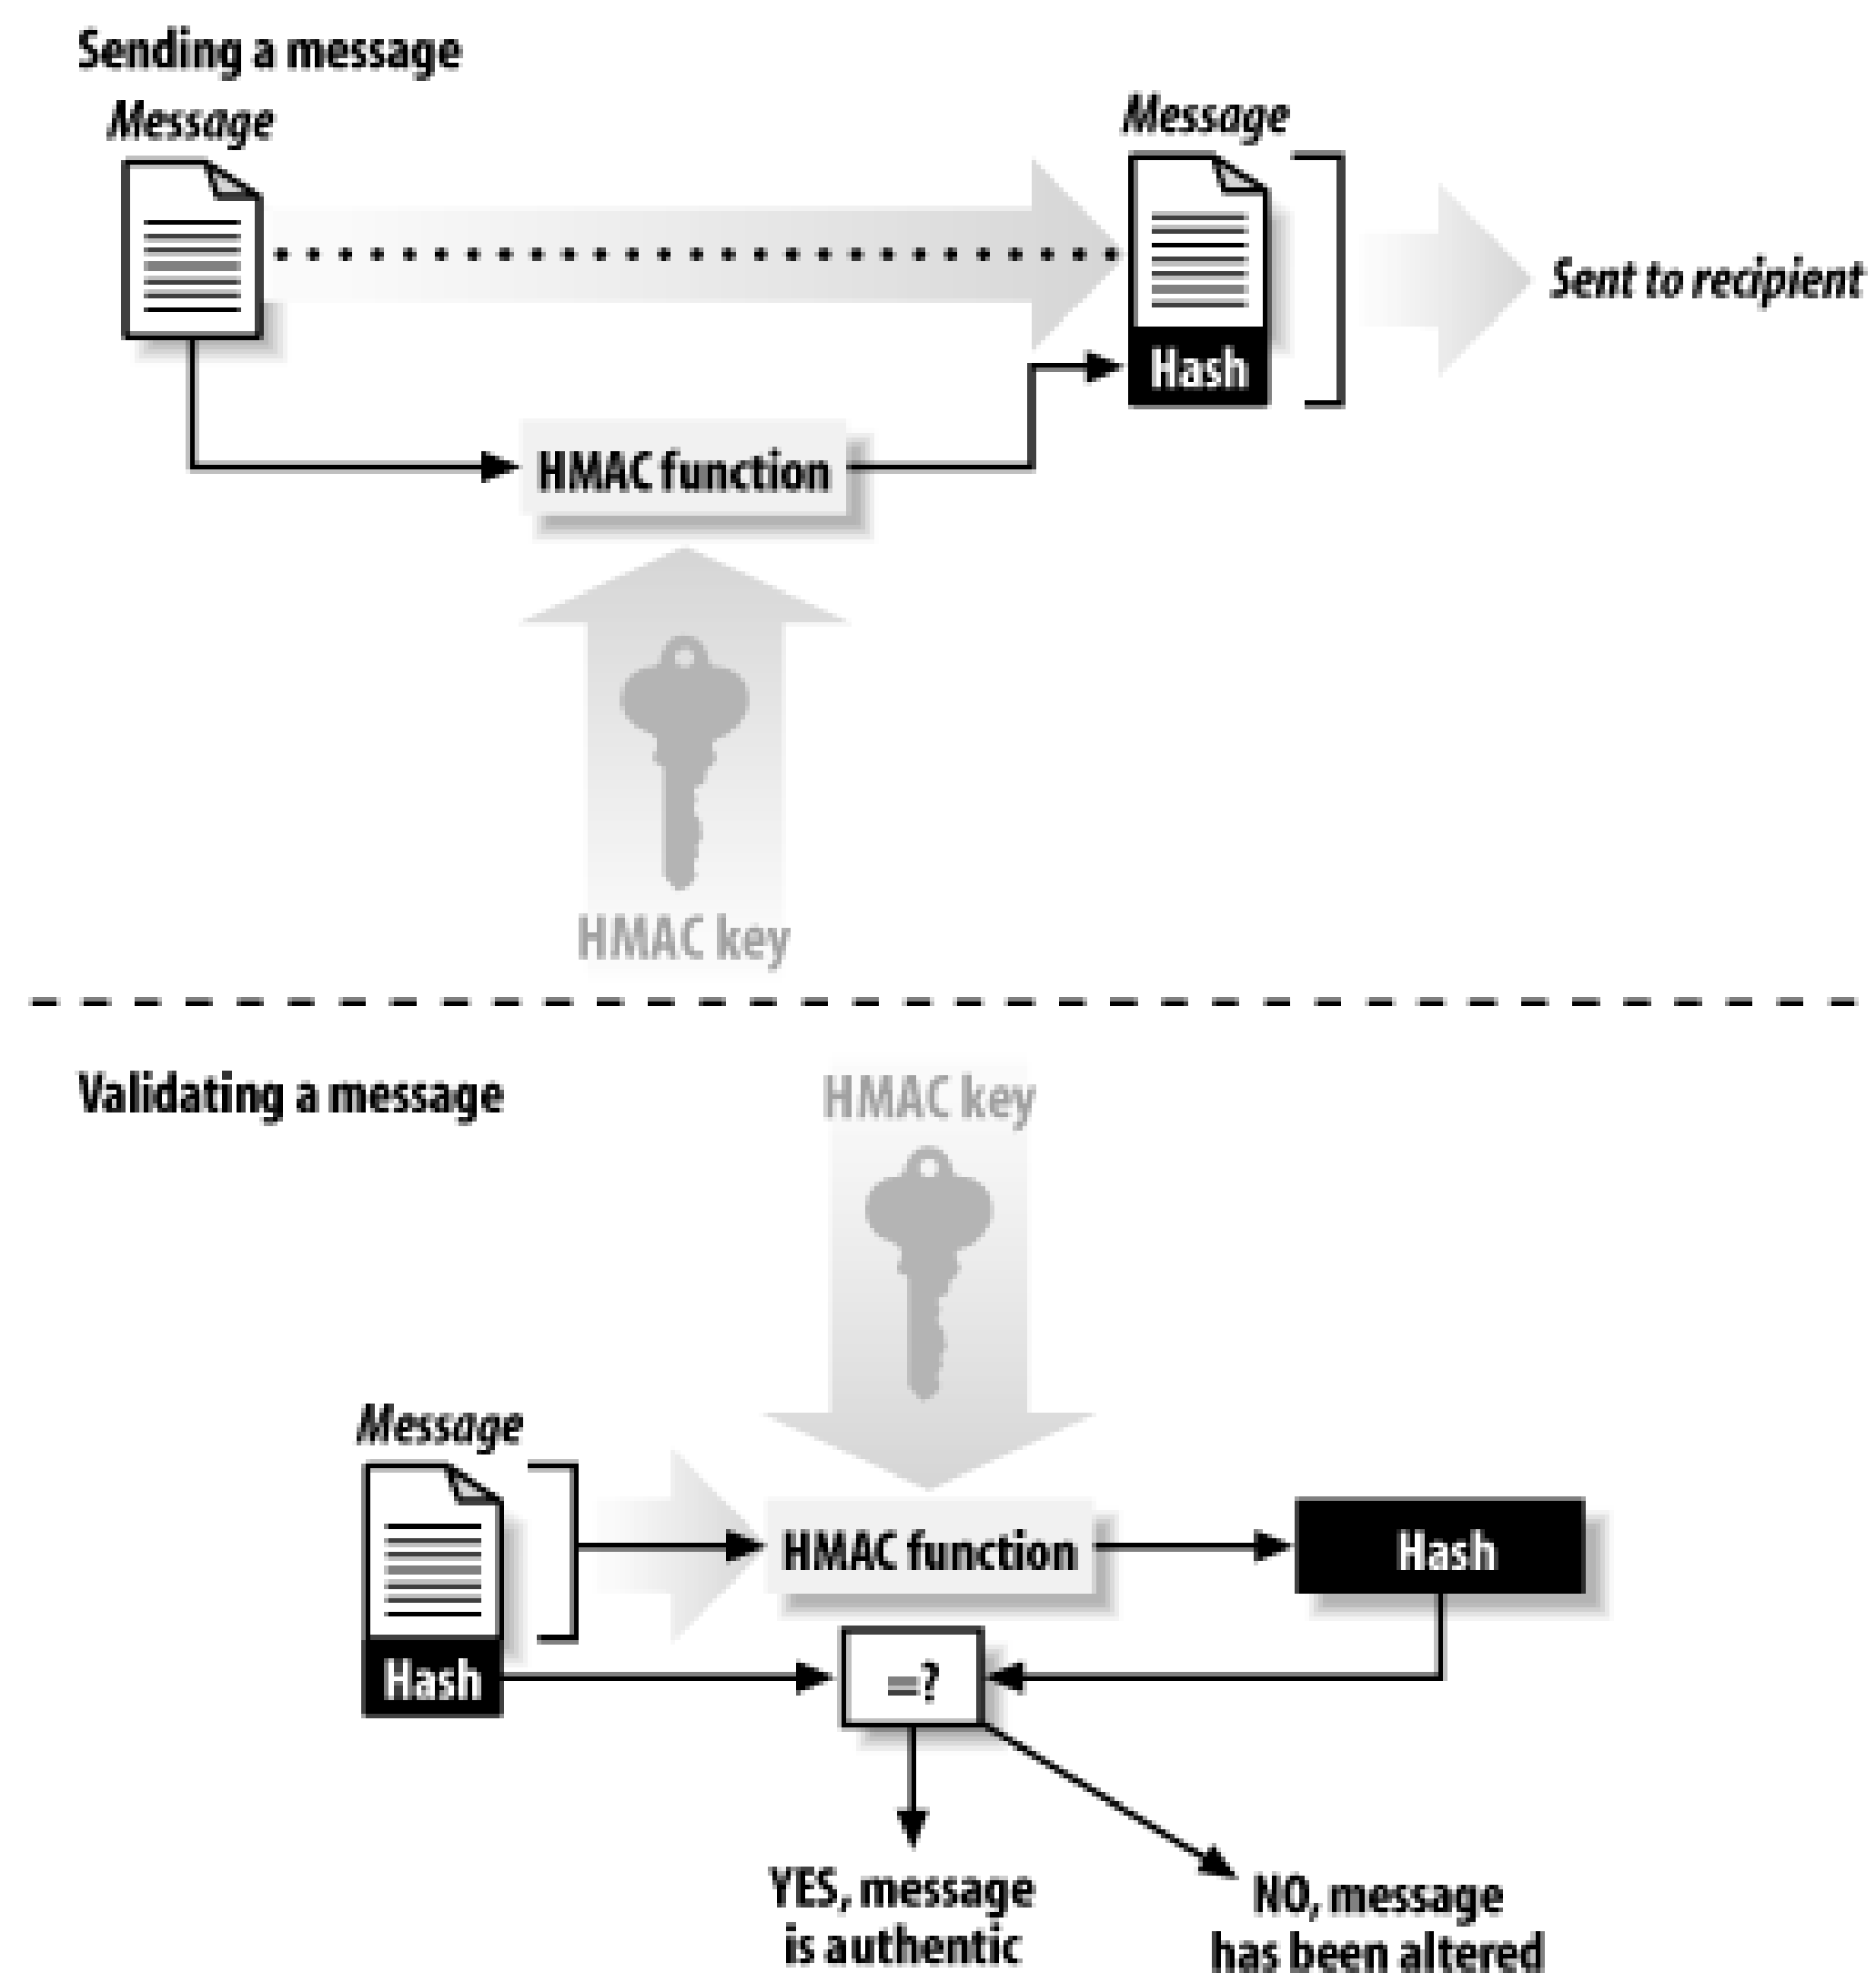 Sending a message
Message
Message
Sent to recipient
Hash
HMAC function
HMAC key
Validating a message
HMAC key
Message
HMAC function
Hash
Hash
=?
YES, message
is authentic
NO, message
has been altered